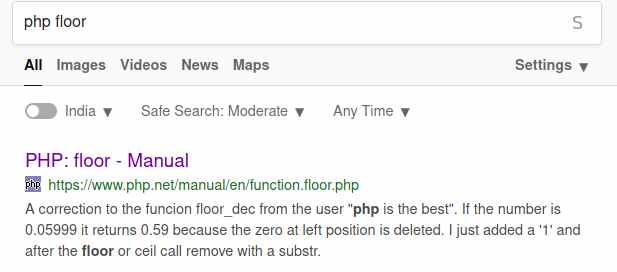 php floor
S
All Images Videos News Maps Settings ▼
India ▼ Safe Search: Moderate ▼ Any Time ▼
PHP: floor - Manual
php https://www.php.net/manual/en/function.floor.php
A correction to the funcion floor_dec from the user "php is the best". If the number is
0.05999 it returns 0.59 because the zero at left position is deleted. I just added a '1' and
after the floor or ceil call remove with a substr.